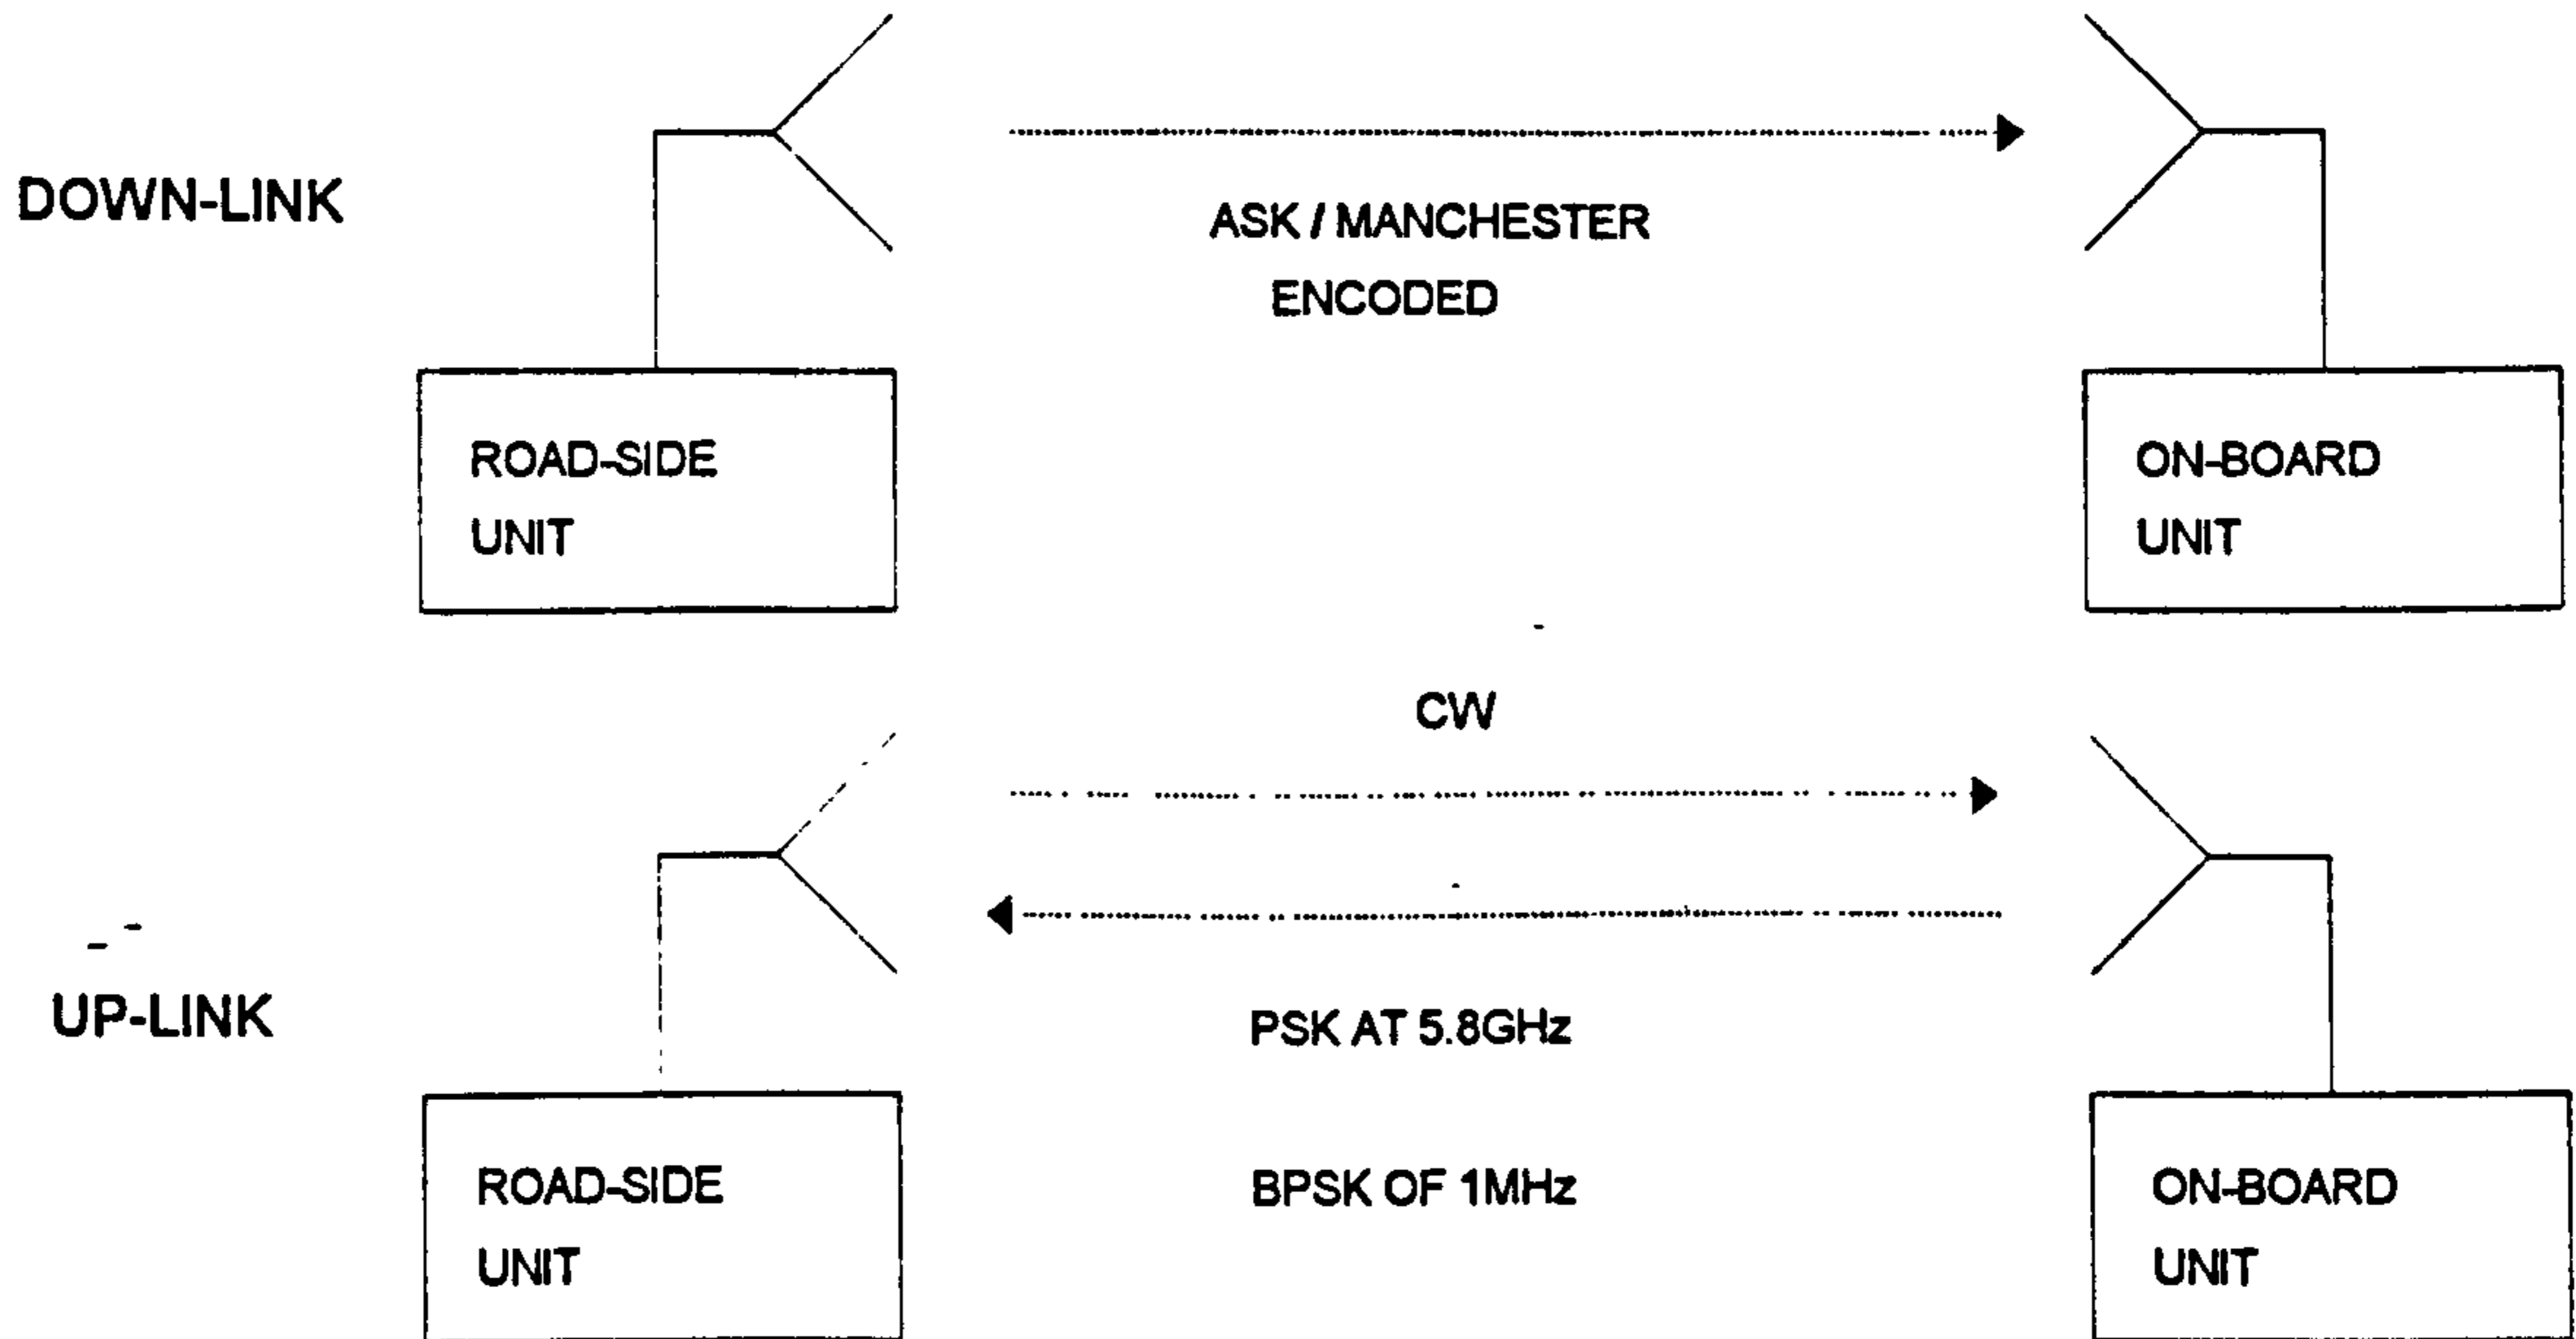 DOWN-LINK
ASK / MANCHESTER
ENCODED
ROAD-SIDE
UNIT
ON-BOARD
UNIT
CW
UP-LINK
PSK AT 5.8GHz
BPSK OF 1MHz
ROAD-SIDE
UNIT
ON-BOARD
UNIT